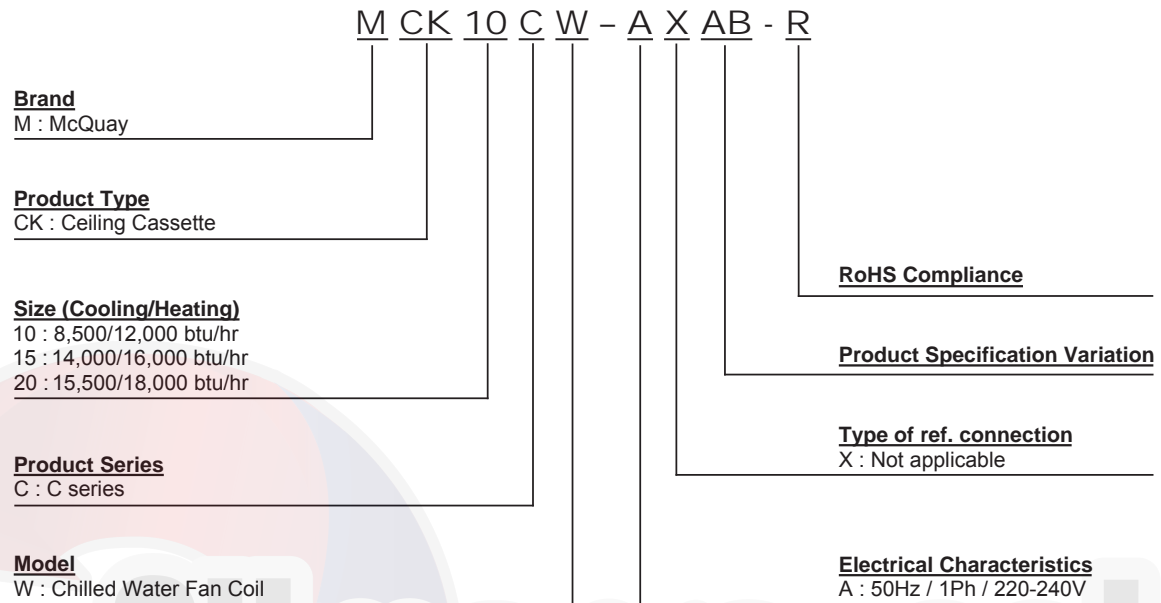 M CK 10 C W – A X AB - R
Brand
M : McQuay
Product Type
CK : Ceiling Cassette
Size (Cooling/Heating)
10 : 8,500/12,000 btu/hr
15 : 14,000/16,000 btu/hr
20 : 15,500/18,000 btu/hr
Product Series
C : C series
Model
W : Chilled Water Fan Coil
RoHS Compliance
Product Specification Variation
Type of ref. connection
X : Not applicable
Electrical Characteristics
A : 50Hz / 1Ph / 220-240V